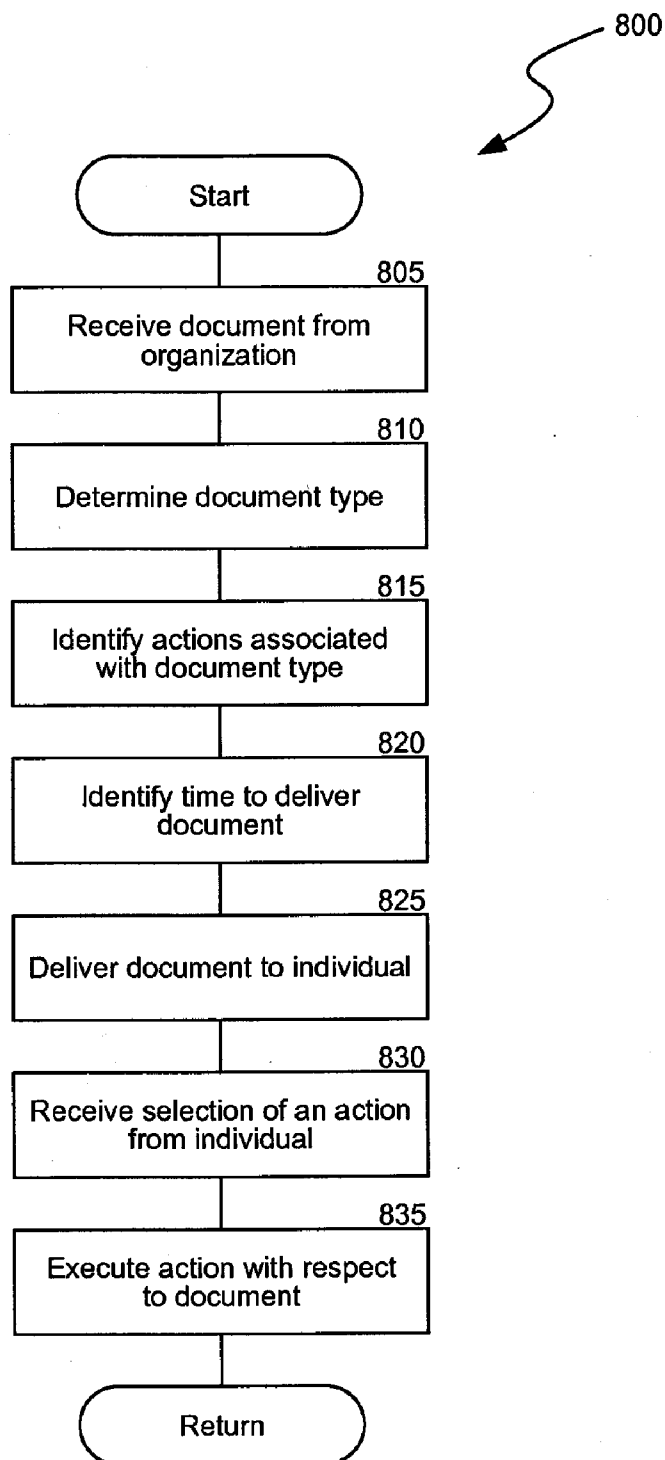 800
Start
805
Receive document from
organization
810
Determine document type
815
Identify actions associated
with document type
820
Identify time to deliver
document
825
Deliver document to individual
830
Receive selection of an action
from individual
835
Execute action with respect
to document
Return